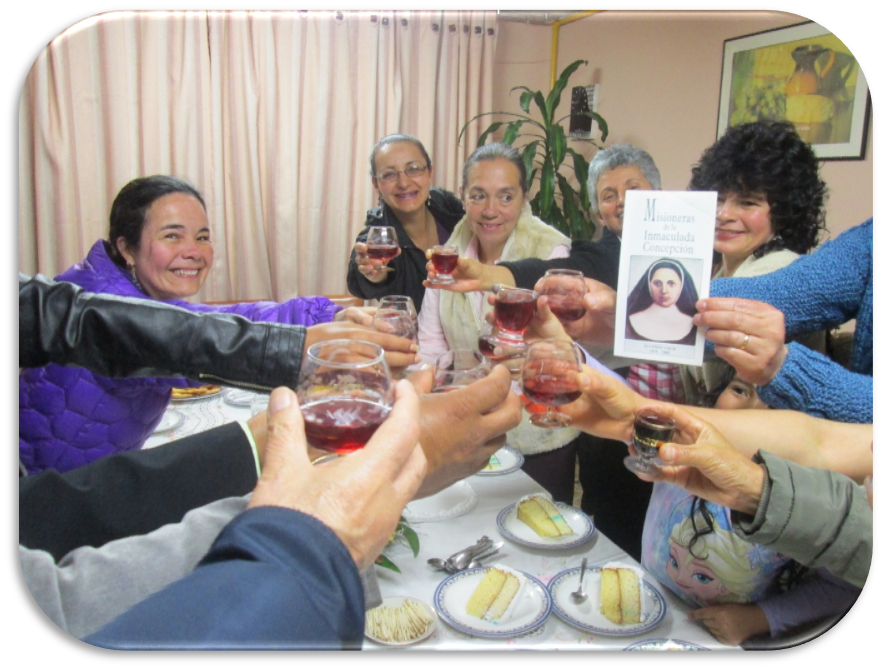 Misioneras
de la
Inmaculada
Concepción